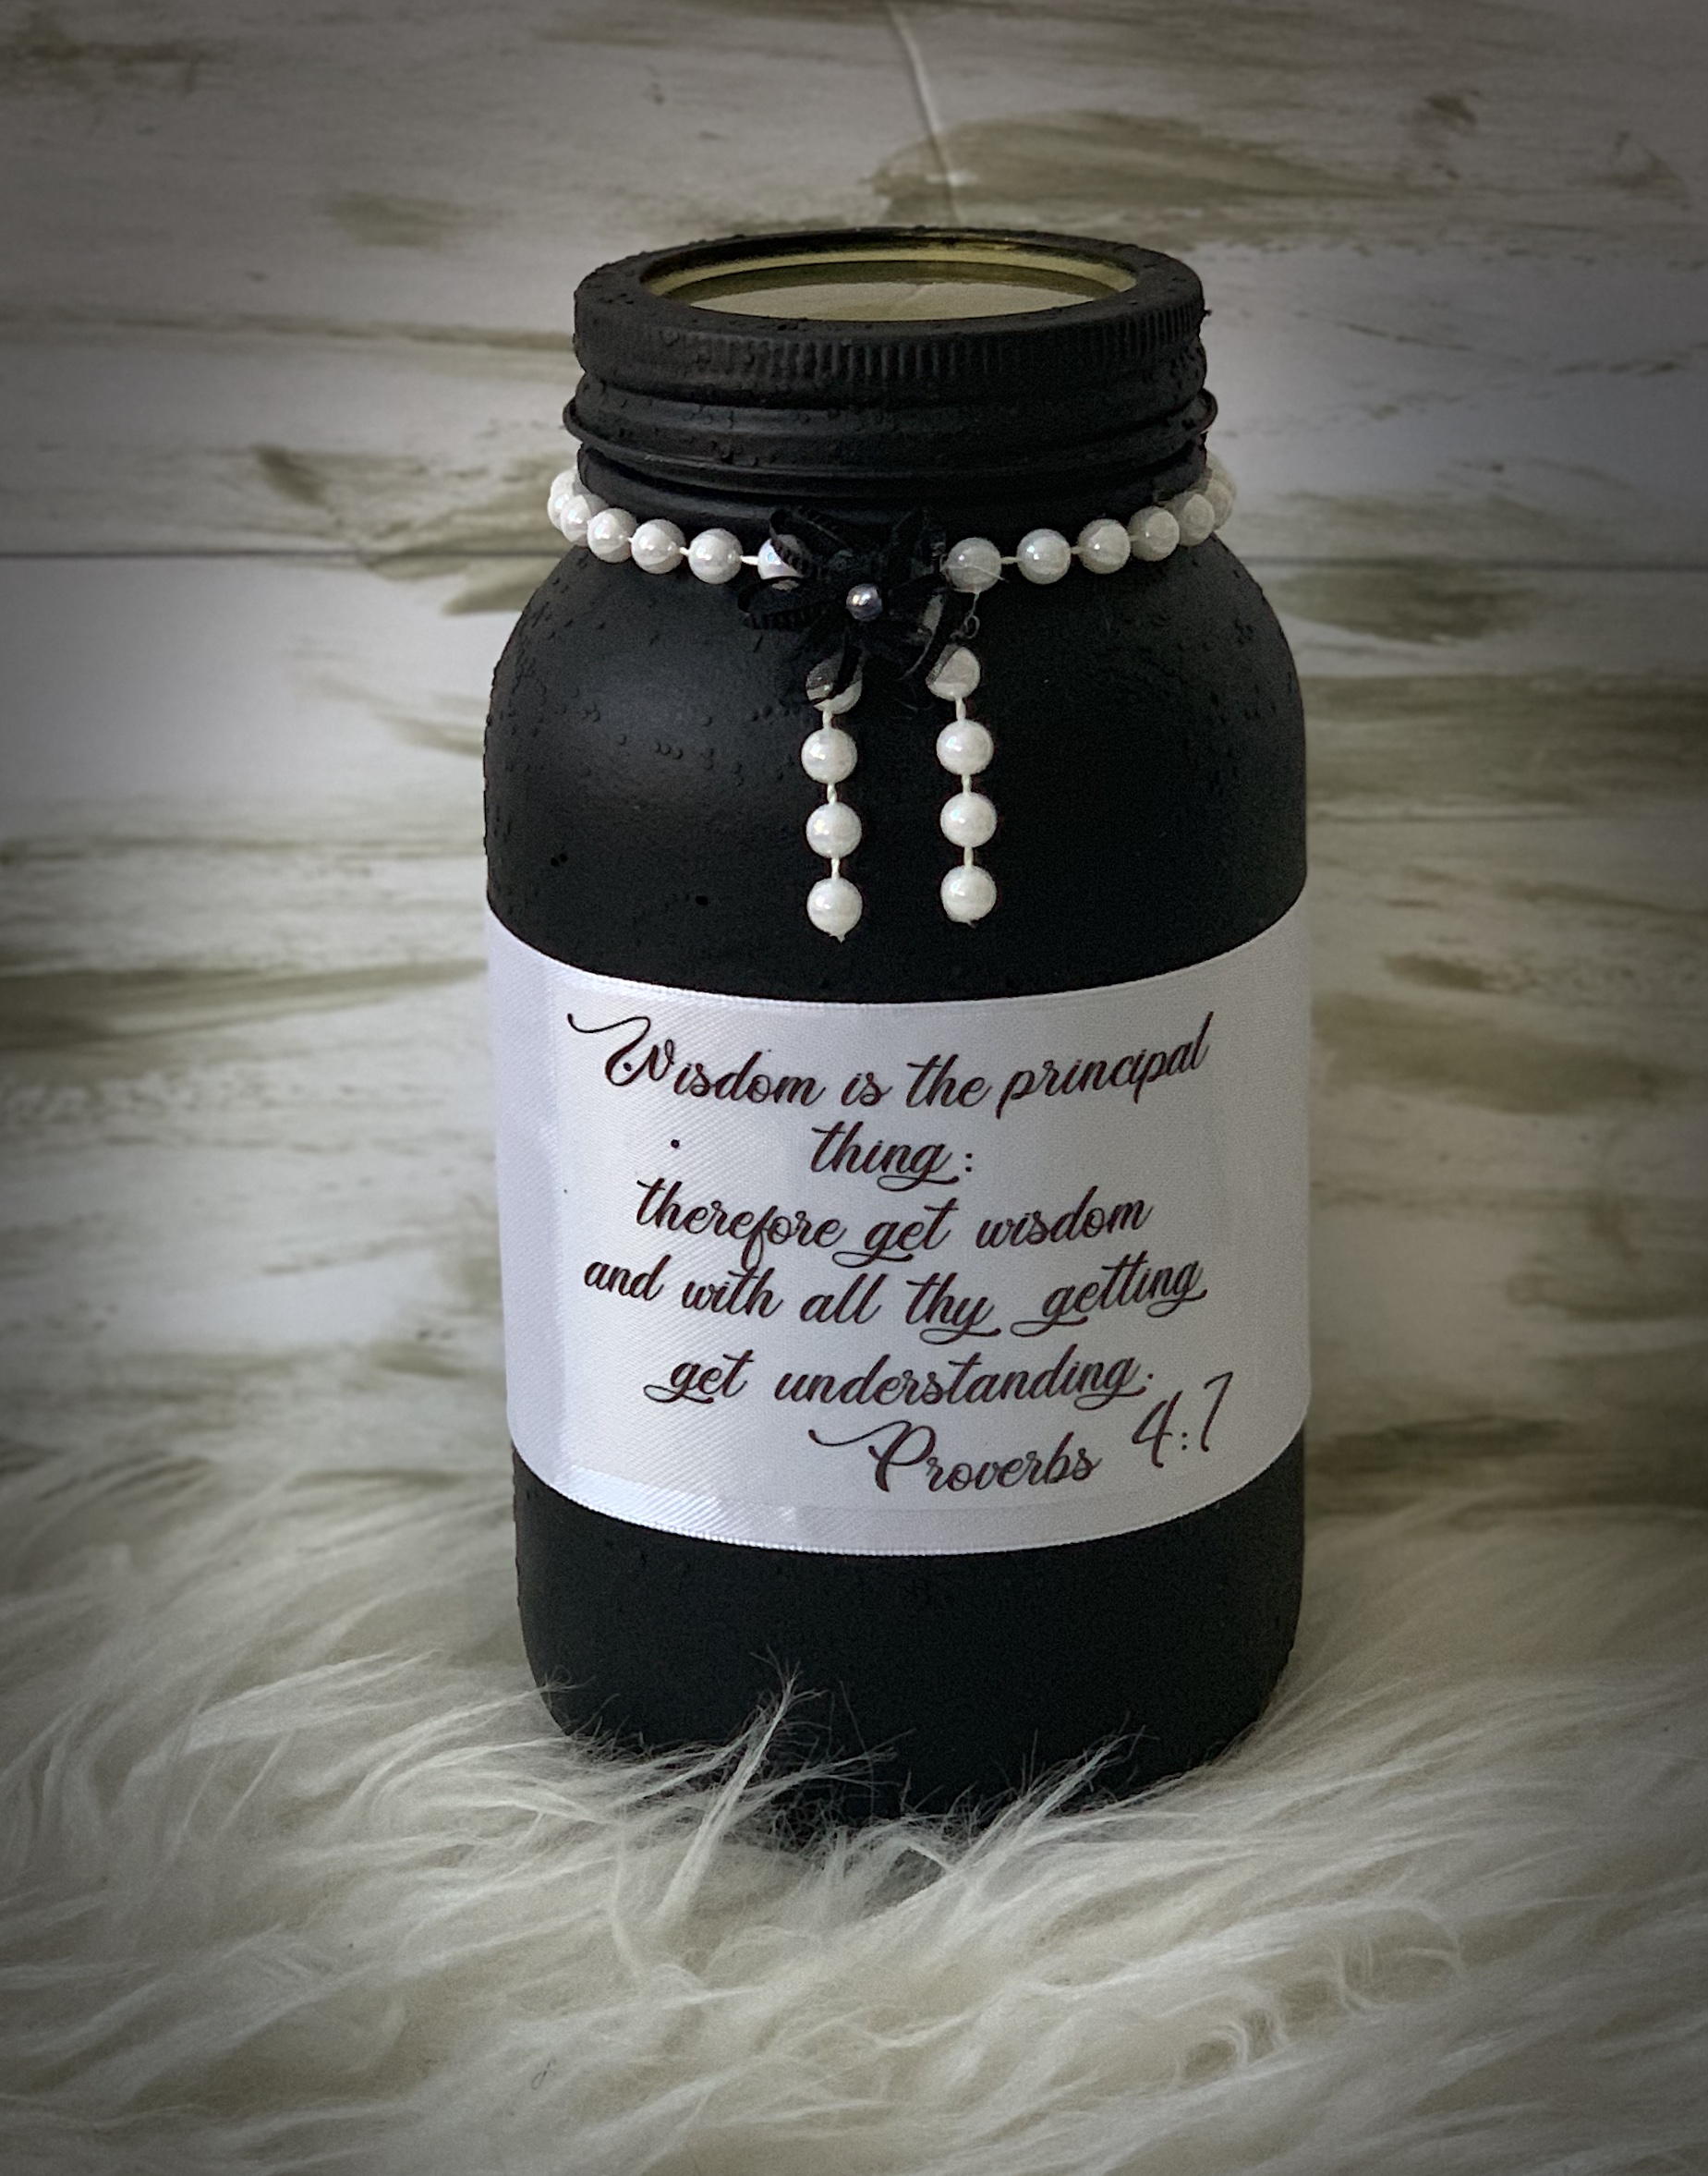 Wisdom is the principal
thing:
therefore get wisdom
and with all thy getting
get understanding.
Proverbs 4:7